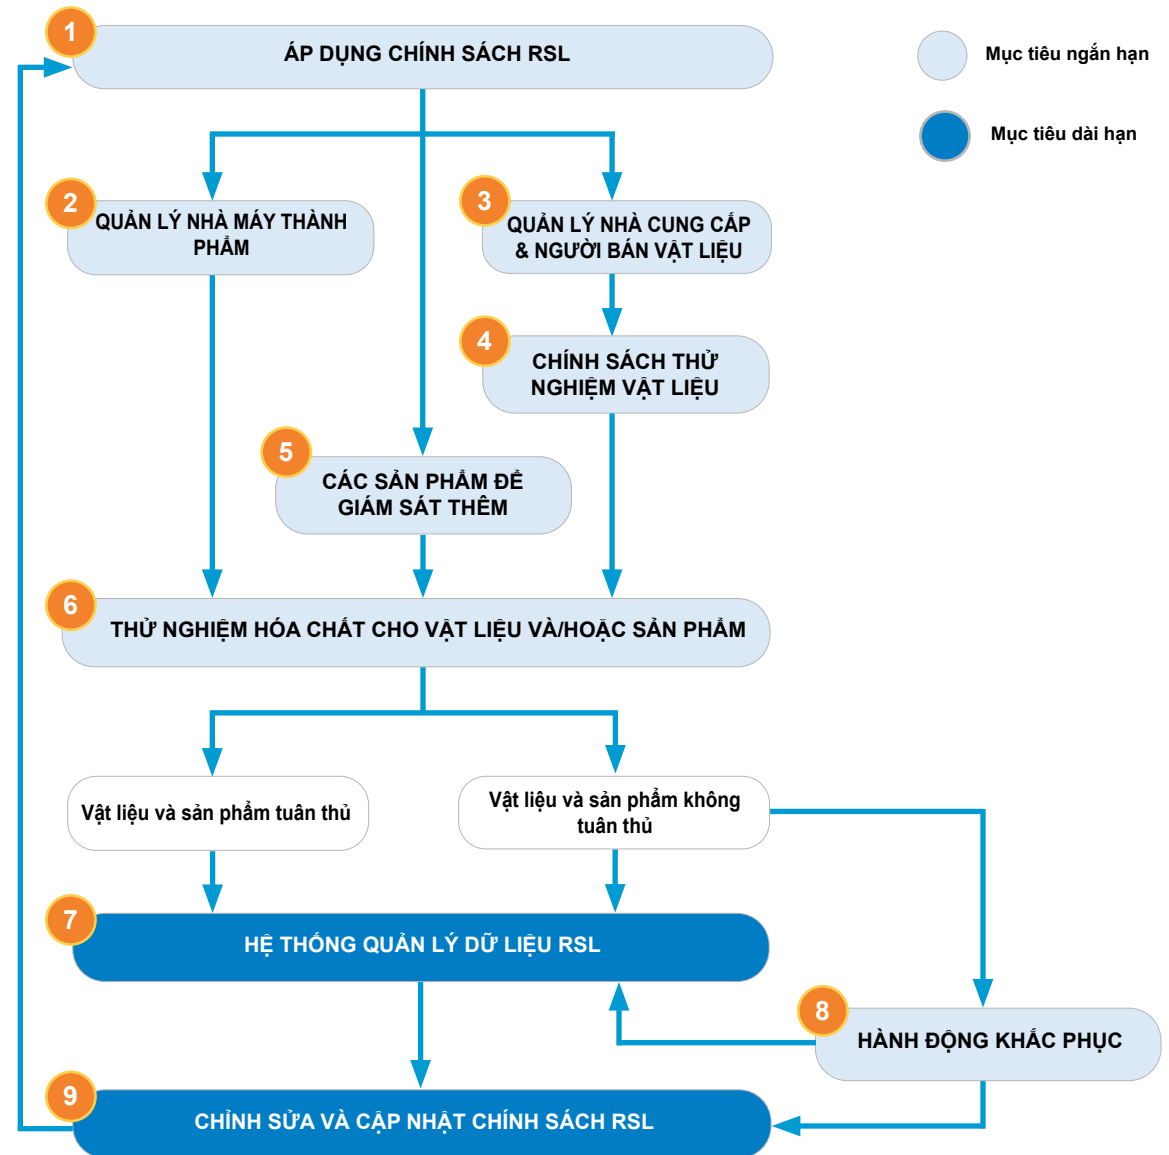 1
ÁP DỤNG CHÍNH SÁCH RSL
Mục tiêu ngắn hạn
Mục tiêu dài hạn
2
QUẢN LÝ NHÀ MÁY THÀNH
PHẨM
3
QUẢN LÝ NHÀ CUNG CẤP
& NGƯỜI BÁN VẬT LIỆU
4
CHÍNH SÁCH THỬ
NGHIỆM VẬT LIỆU
5
CÁC SẢN PHẨM ĐỂ
GIÁM SÁT THÊM
6
THỬ NGHIỆM HÓA CHẤT CHO VẬT LIỆU VÀ/HOẶC SẢN PHẨM
Vật liệu và sản phẩm tuân thủ
Vật liệu và sản phẩm không
tuân thủ
7
HỆ THỐNG QUẢN LÝ DỮ LIỆU RSL
8
HÀNH ĐỘNG KHẮC PHỤC
9
CHỈNH SỬA VÀ CẬP NHẬT CHÍNH SÁCH RSL